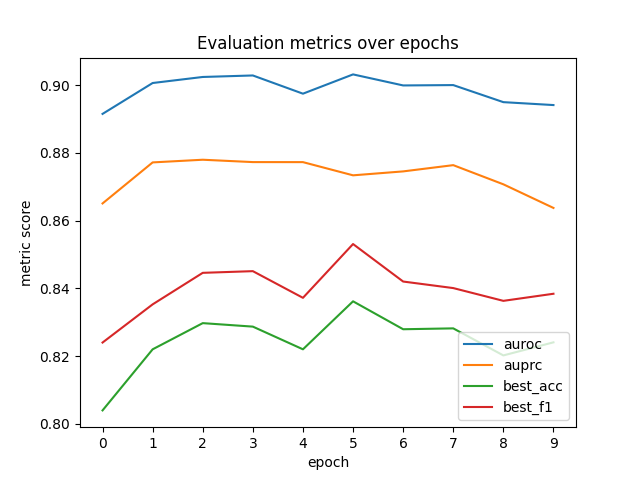 Evaluation metrics over epochs
metric score
0.90
0.88
0.86
0.84
0.82
0.80
0 1 2 3 4 5 6 7 8 9
epoch
auroc
auprc
best_acc
best_f1